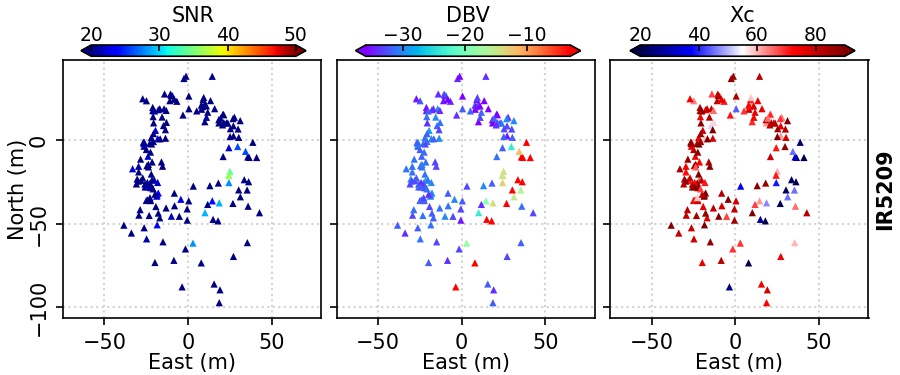 SNR DBV Xc
20 30 40 50 −30 −20 −10 20 40 60 80
North (m)
0
−50
−100
IR5209
−50 0 50 −50 0 50 −50 0 50
East (m) East (m) East (m)